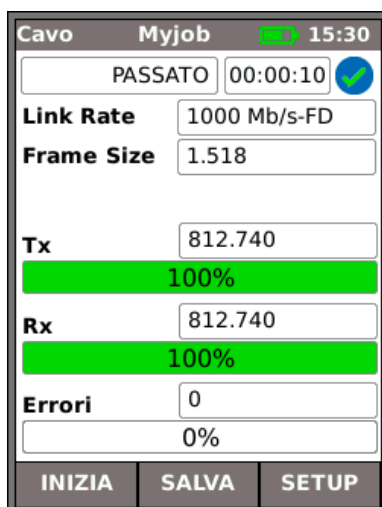 Cavo Myjob 15:30
PASSATO 00:00:10
Link Rate 1000 Mb/s-FD
Frame Size 1.518
Tx 812.740
100%
Rx 812.740
100%
Errori 0
0%
INIZIA SALVA SETUP